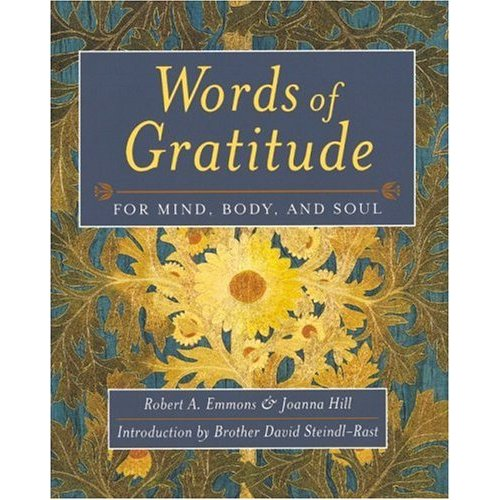 Words of
Gratitude
FOR MIND, BODY, AND SOUL
Robert A. Emmons & Joanna Hill
Introduction by Brother David Steindl-Rast